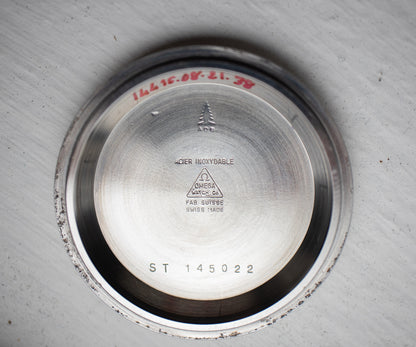 ACIER INOXYDABLE
Ω
OMEGA
WATCH Co
FAB. SUISSE
SWISS MADE
ST 145022